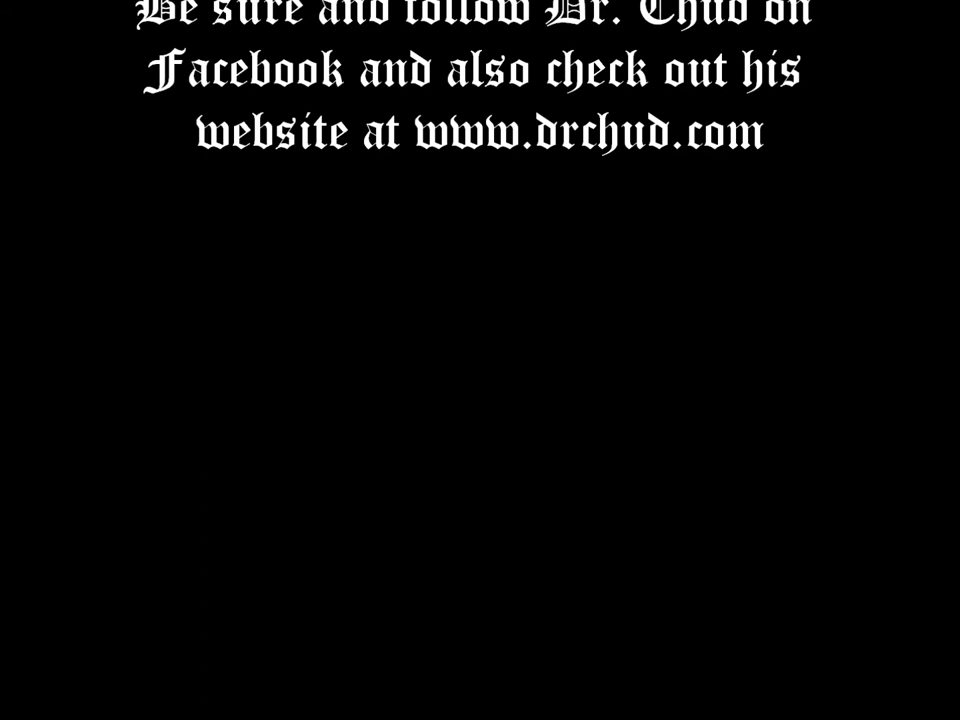 Be sure and follow Dr. Chud on
Facebook and also check out his
website at www.drchud.com